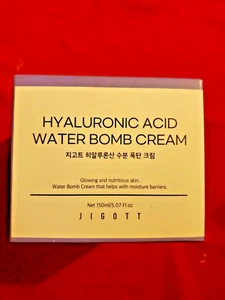 HYALURONIC ACID
WATER BOMB CREAM
지고트 히알루론산 수분 폭탄 크림
Glowing and nutritious skin.
Water Bomb Cream that helps with moisture barriers.
Net 150ml/5.07 Fl.oz
JIGOTT